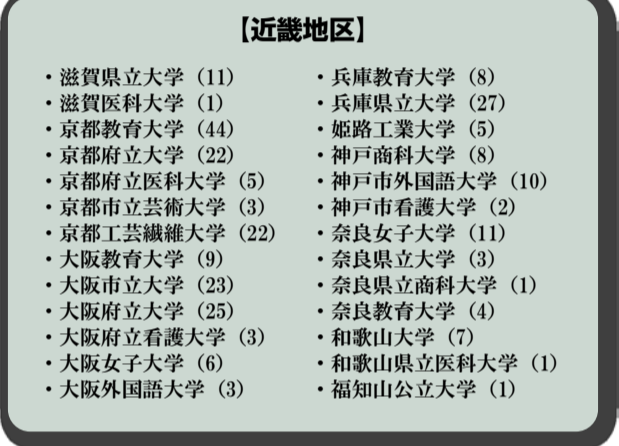 【近畿地区】
・滋賀県立大学（11）
・滋賀医科大学（1）
・京都教育大学（44）
・京都府立大学（22）
・京都府立医科大学（5）
・京都市立芸術大学（3）
・京都工芸繊維大学（22）
・大阪教育大学（9）
・大阪市立大学（23）
・大阪府立大学（25）
・大阪府立看護大学（3）
・大阪女子大学（6）
・大阪外国語大学（3）
・兵庫教育大学（8）
・兵庫県立大学（27）
・姫路工業大学（5）
・神戸商科大学（8）
・神戸市外国語大学（10）
・神戸市看護大学（2）
・奈良女子大学（11）
・奈良県立大学（3）
・奈良県立商科大学（1）
・奈良教育大学（4）
・和歌山大学（7）
・和歌山県立医科大学（1）
・福知山公立大学（1）